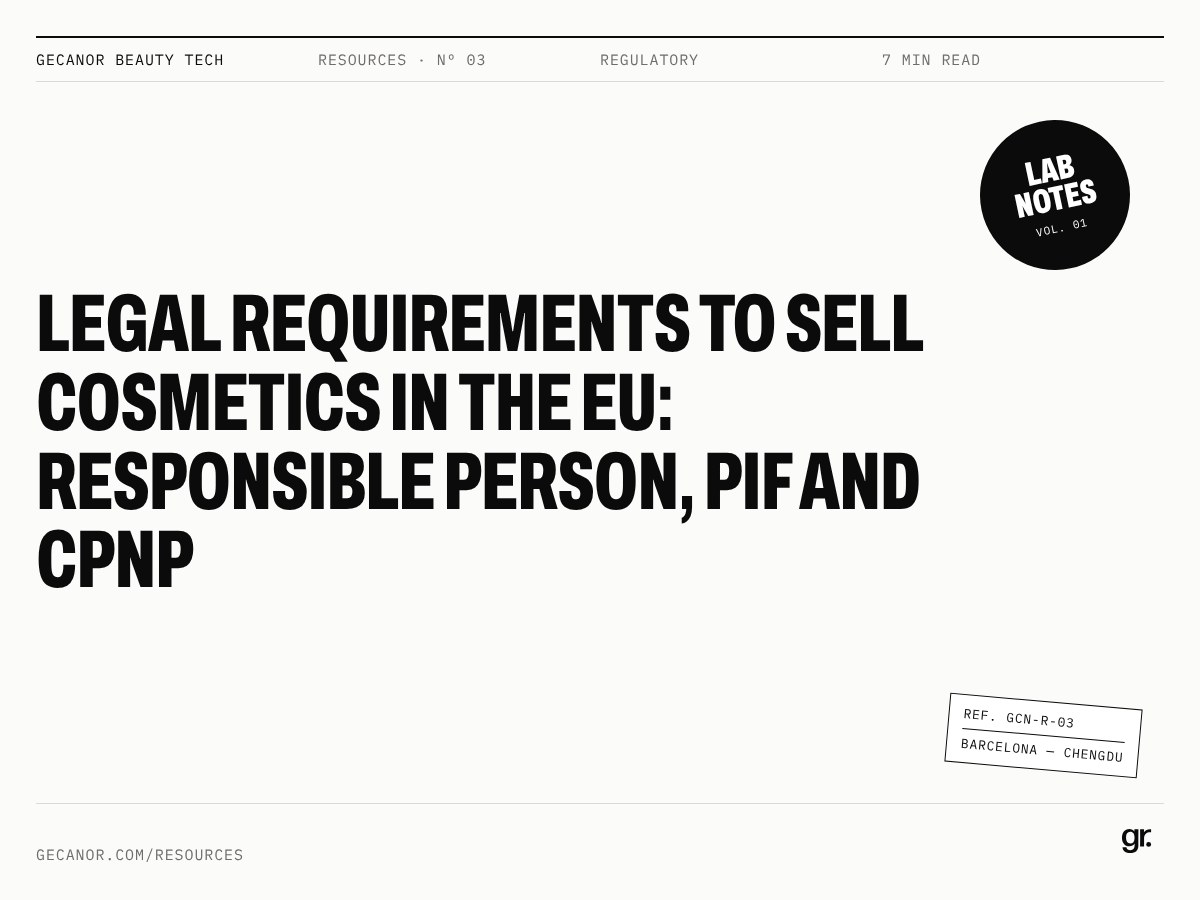 GECANOR BEAUTY TECH
RESOURCES · Nº 03
REGULATORY
7 MIN READ
LAB
NOTES
VOL. 01
LEGAL REQUIREMENTS TO SELL
COSMETICS IN THE EU:
RESPONSIBLE PERSON, PIF AND
CPNP
REF. GCN-R-03
BARCELONA — CHENGDU
GECANOR.COM/RESOURCES
gr.